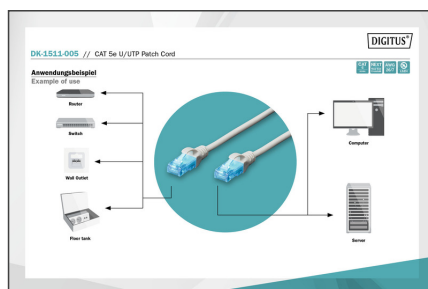 DIGITUS®
DK-1511-005 // CAT 5e U/UTP Patch Cord
Anwendungsbeispiel
Example of use
Router
Switch
Wall Outlet
Floor tank
Computer
Server